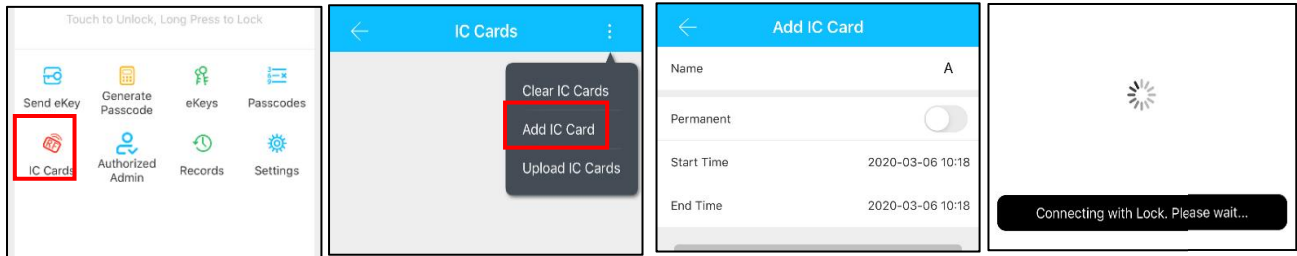 Touch to Unlock, Long Press to Lock
Send eKey
Generate
Passcode
eKeys
Passcodes
IC Cards
Authorized
Admin
Records
Settings
IC Cards
Clear IC Cards
Add IC Card
Upload IC Cards
Add IC Card
Name A
Permanent
Start Time 2020-03-06 10:18
End Time 2020-03-06 10:18
Connecting with Lock. Please wait...